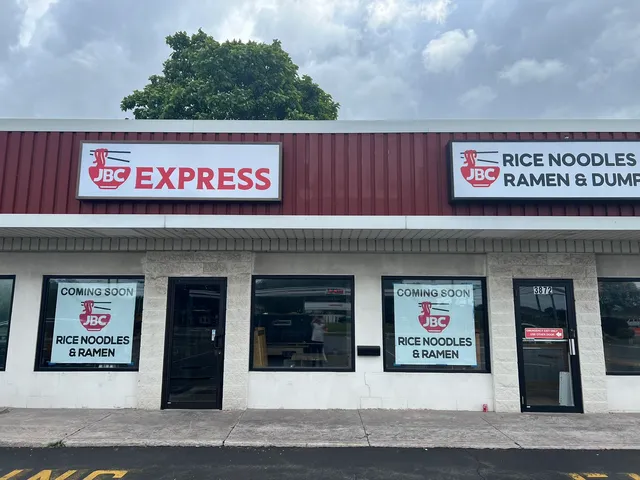 JBC EXPRESS
JBC
RICE NOODLES
RAMEN & DUMP
COMING SOON
JBC
RICE NOODLES
& RAMEN
COMING SOON
JBC
RICE NOODLES
& RAMEN
3872